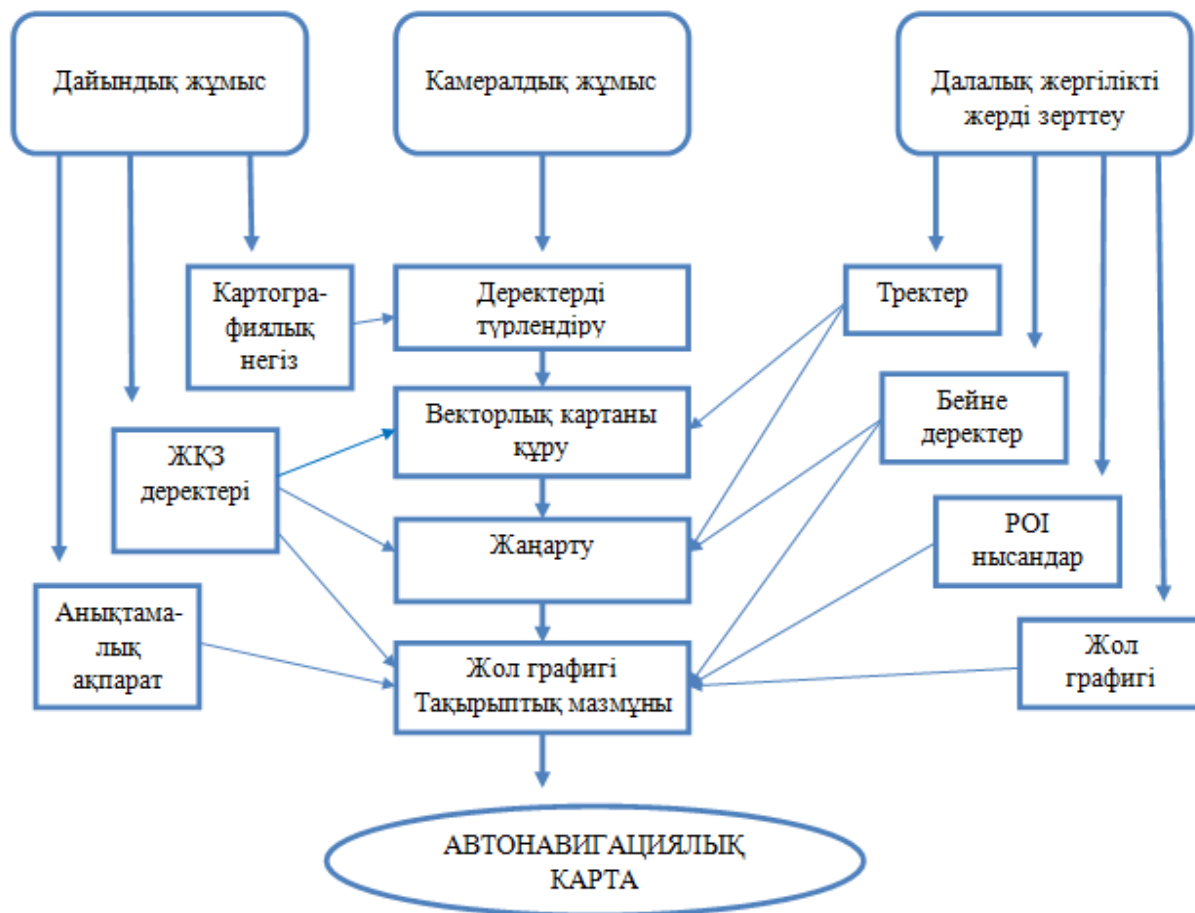 Дайындық жұмыс
Камералдық жұмыс
Далалық жергілікті
жерді зерттеу
Картогра-
фиялық
негіз
Деректерді
түрлендіру
Тректер
Векторлық картаны
құру
Бейне
деректер
ЖҚЗ
деректері
Жаңарту
POI
нысандар
Анықтама-
лық
ақпарат
Жол графигі
Тақырыптық мазмұны
Жол
графигі
АВТОНАВИГАЦИЯЛЫҚ
КАРТА